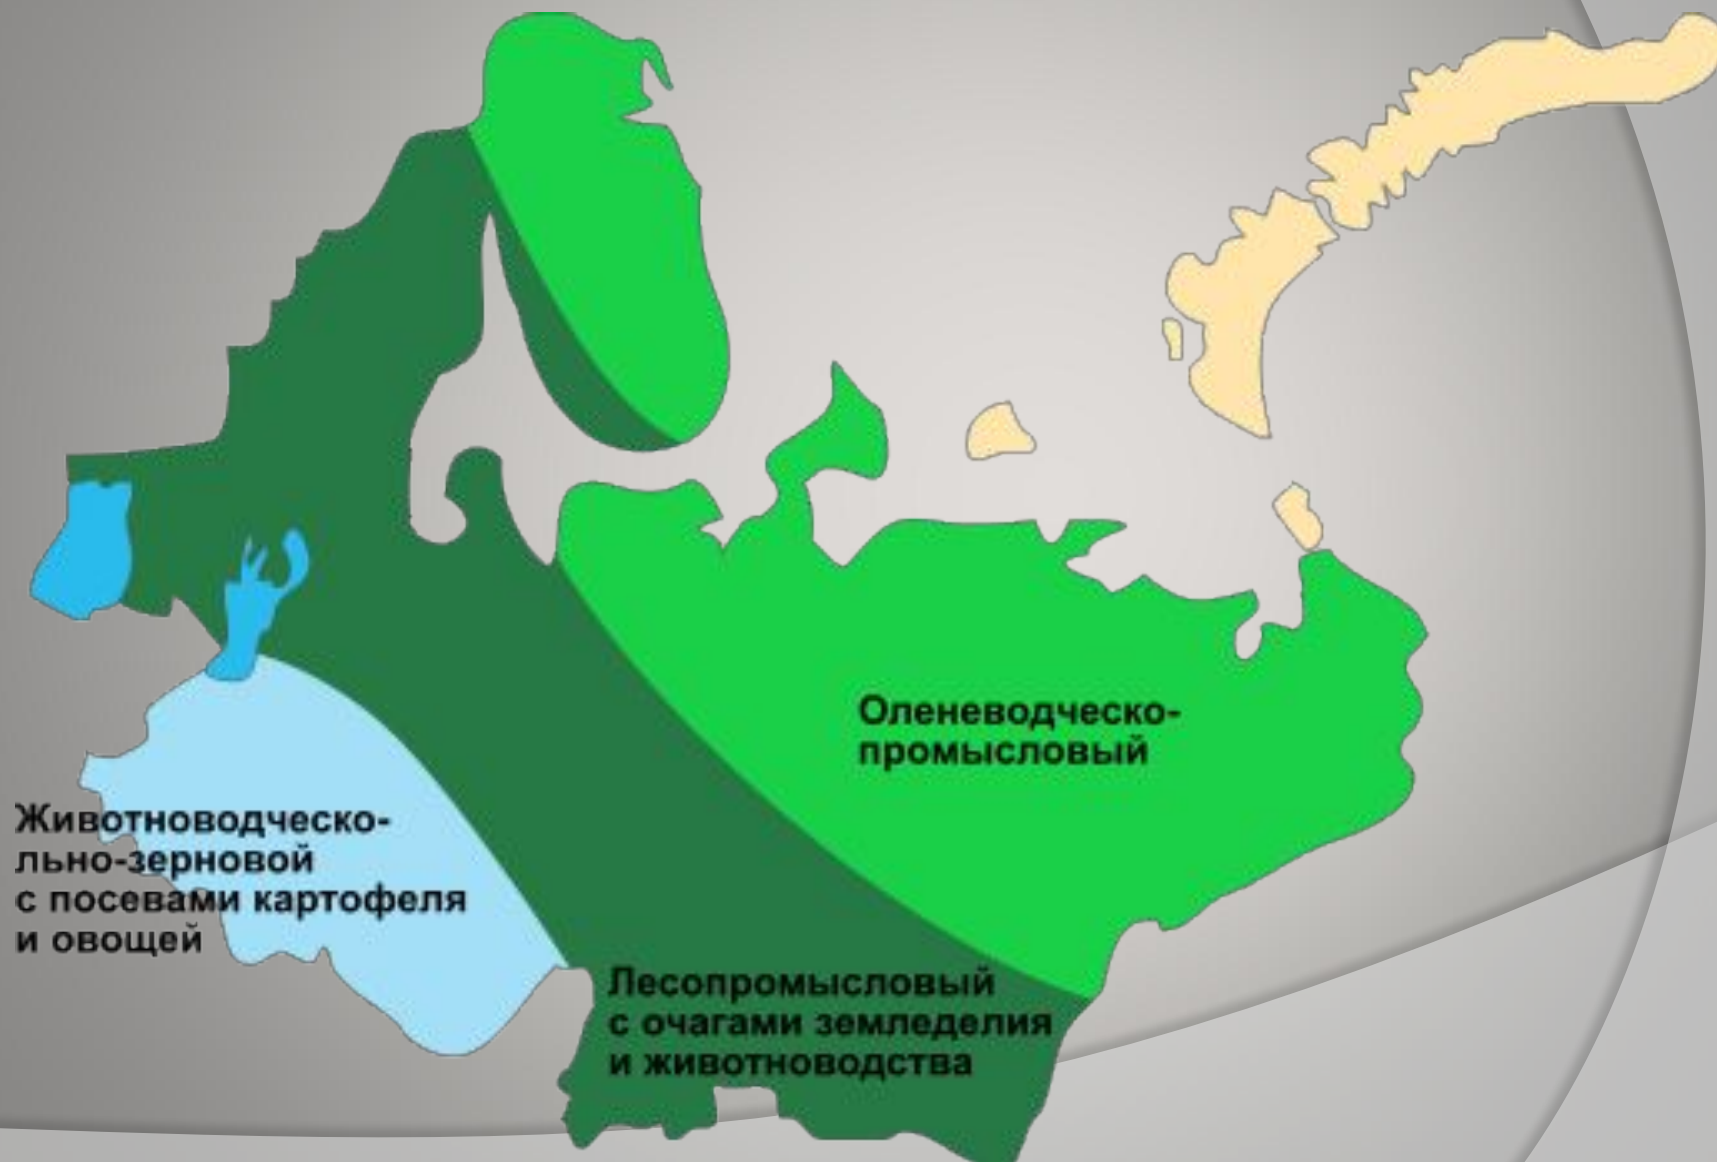 Оленеводческо-
промысловый
Животноводческо-
льно-зерновой
с посевами картофеля
и овощей
Лесопромысловый
с очагами земледелия
и животноводства